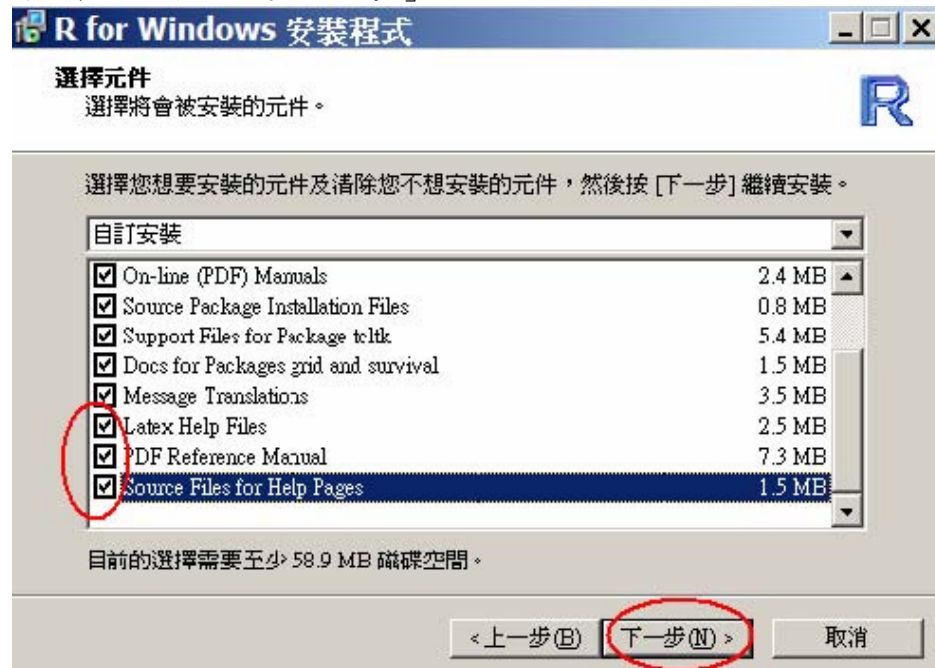 R for Windows 安裝程式
選擇元件
選擇將會被安裝的元件。
R
選擇您想要安裝的元件及清除您不想安裝的元件，然後按 [下一步] 繼續安裝。
自訂安裝
On-line (PDF) Manuals 2.4 MB
Source Package Installation Files 0.8 MB
Support Files for Package tcltk 5.4 MB
Docs for Packages grid and survival 1.5 MB
Message Translations 3.5 MB
Latex Help Files 2.5 MB
PDF Reference Manual 7.3 MB
Source Files for Help Pages 1.5 MB
目前的選擇需要至少 58.9 MB 磁碟空間。
<上一步(B) 下一步(N)> 取消